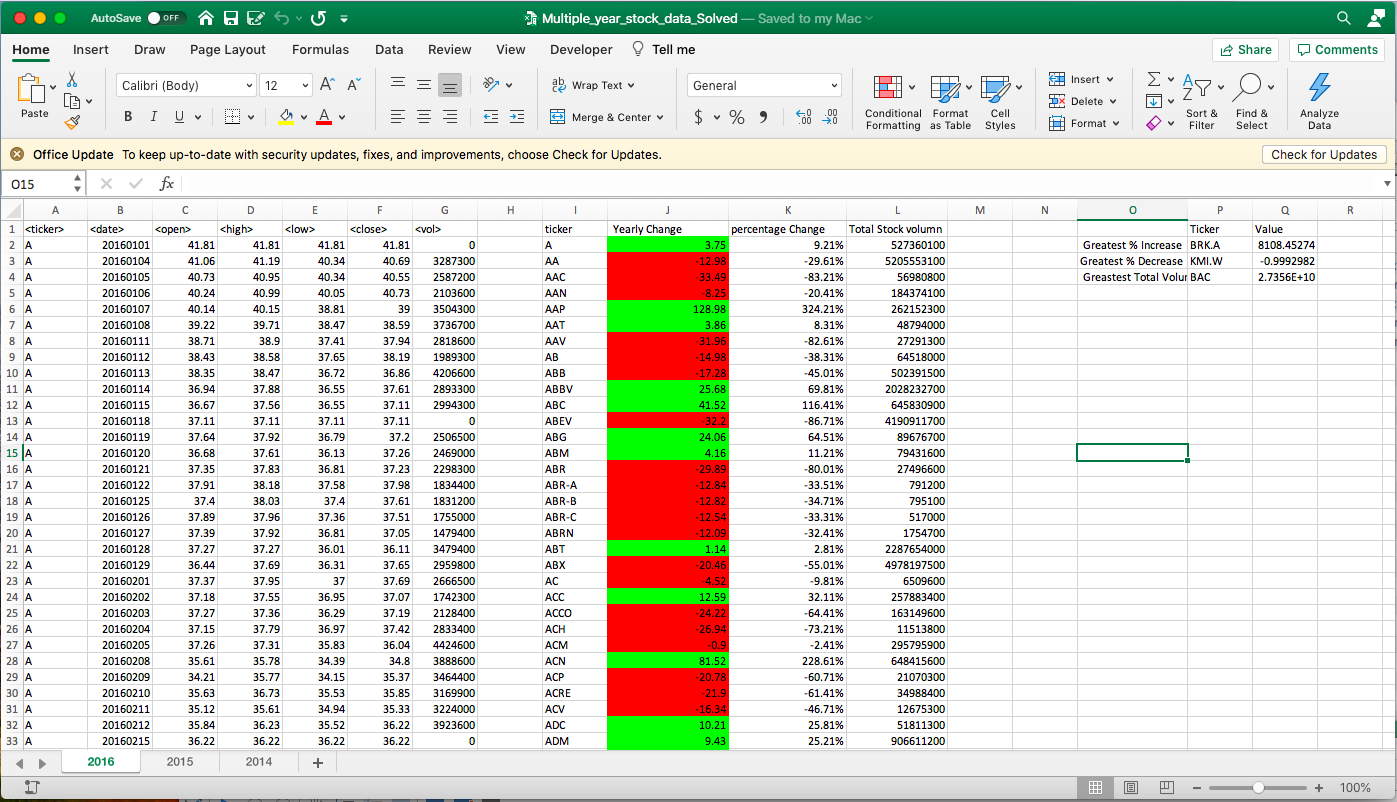 AutoSave OFF Multiple_year_stock_data_Solved — Saved to my Mac
Home Insert Draw Page Layout Formulas Data Review View Developer Tell me Share Comments
Paste Calibri (Body) 12 A A ab Wrap Text General Conditional Formatting Format as Table Cell Styles Insert Delete Format Sort & Filter Find & Select Analyze Data
B I U A Merge & Center $ %
Office Update To keep up-to-date with security updates, fixes, and improvements, choose Check for Updates. Check for Updates
O15 fx
A B C D E F G H I J K L M N O P Q R
1 <ticker> <date> <open> <high> <low> <close> <vol> ticker Yearly Change percentage Change Total Stock volumn Ticker Value
2 A 20160101 41.81 41.81 41.81 41.81 0 A 3.75 9.21% 527360100 Greatest % Increase BRK.A 8108.45274
3 A 20160104 41.06 41.19 40.34 40.69 3287300 AA -12.98 -29.61% 5205553100 Greatest % Decrease KMI.W -0.9992982
4 A 20160105 40.73 40.95 40.34 40.55 2587200 AAC -33.49 -83.21% 56980800 Greastest Total Volur BAC 2.7356E+10
5 A 20160106 40.24 40.99 40.05 40.73 2103600 AAN -8.25 -20.41% 184374100
6 A 20160107 40.14 40.15 38.81 39 3504300 AAP 128.98 324.21% 262152300
7 A 20160108 39.22 39.71 38.47 38.59 3736700 AAT 3.86 8.31% 48794000
8 A 20160111 38.71 38.9 37.41 37.94 2818600 AAV -31.96 -82.61% 27291300
9 A 20160112 38.43 38.58 37.65 38.19 1989300 AB -14.98 -38.31% 64518000
10 A 20160113 38.35 38.47 36.72 36.86 4206600 ABB -17.28 -45.01% 502391500
11 A 20160114 36.94 37.88 36.55 37.61 2893300 ABBV 25.68 69.81% 2028232700
12 A 20160115 36.67 37.56 36.55 37.11 2994300 ABC 41.52 116.41% 645830900
13 A 20160118 37.11 37.11 37.11 37.11 0 ABEV -32.2 -86.71% 4190911700
14 A 20160119 37.64 37.92 36.79 37.2 2506500 ABG 24.06 64.51% 89676700
15 A 20160120 36.68 37.61 36.13 37.26 2469000 ABM 4.16 11.21% 79431600
16 A 20160121 37.35 37.83 36.81 37.23 2298300 ABR -29.89 -80.01% 27496600
17 A 20160122 37.91 38.18 37.58 37.98 1834400 ABR-A -12.84 -33.51% 791200
18 A 20160125 37.4 38.03 37.4 37.61 1831200 ABR-B -12.82 -34.71% 795100
19 A 20160126 37.89 37.96 37.36 37.51 1755000 ABR-C -12.54 -33.31% 517000
20 A 20160127 37.39 37.92 36.81 37.05 1479400 ABRN -12.09 -32.41% 1754700
21 A 20160128 37.27 37.27 36.01 36.11 3479400 ABT 1.14 2.81% 2287654000
22 A 20160129 36.44 37.69 36.31 37.65 2959800 ABX -20.46 -55.01% 4978197500
23 A 20160201 37.37 37.95 37 37.69 2666500 AC -4.52 -9.81% 6509600
24 A 20160202 37.18 37.55 36.95 37.07 1742300 ACC 12.59 32.11% 257883400
25 A 20160203 37.27 37.36 36.29 37.19 2128400 ACCO -24.22 -64.41% 163149600
26 A 20160204 37.15 37.79 36.97 37.42 2833400 ACH -26.94 -73.21% 11513800
27 A 20160205 37.26 37.31 35.83 36.04 4424600 ACM -0.9 -2.41% 295795900
28 A 20160208 35.61 35.78 34.39 34.8 3888600 ACN 81.52 228.61% 648415600
29 A 20160209 34.21 35.77 34.15 35.37 3464400 ACP -20.78 -60.71% 21070300
30 A 20160210 35.63 36.73 35.53 35.85 3169900 ACRE -21.9 -61.41% 34988400
31 A 20160211 35.12 35.61 34.94 35.33 3224000 ACV -16.34 -46.71% 12675300
32 A 20160212 35.84 36.23 35.52 36.22 3923600 ADC 10.21 25.81% 51811300
33 A 20160215 36.22 36.22 36.22 36.22 0 ADM 9.43 25.21% 906611200
2016 2015 2014 +
100%